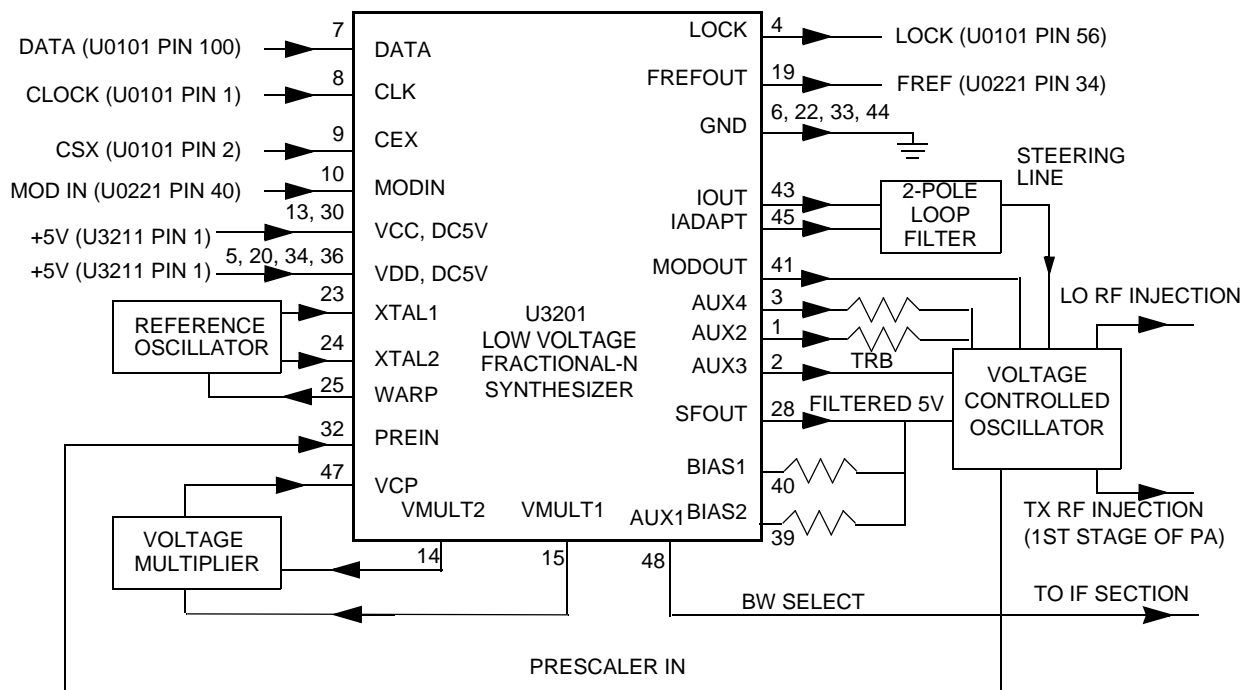 DATA (U0101 PIN 100)
7
DATA
CLOCK (U0101 PIN 1)
8
CLK
CSX (U0101 PIN 2)
9
CEX
MOD IN (U0221 PIN 40)
10
MODIN
+5V (U3211 PIN 1)
13, 30
VCC, DC5V
+5V (U3211 PIN 1)
5, 20, 34, 36
VDD, DC5V
REFERENCE
OSCILLATOR
23
XTAL1
24
XTAL2
25
WARP
32
PREIN
47
VCP
VOLTAGE
MULTIPLIER
VMULT2
14
VMULT1
15
AUX1
48
U3201
LOW VOLTAGE
FRACTIONAL-N
SYNTHESIZER
LOCK
4
LOCK (U0101 PIN 56)
FREFOUT
19
FREF (U0221 PIN 34)
GND
6, 22, 33, 44
IOUT
43
IADAPT
45
2-POLE
LOOP
FILTER
STEERING
LINE
MODOUT
41
AUX4
3
AUX2
1
TRB
AUX3
2
SFOUT
28
FILTERED 5V
BIAS1
40
BIAS2
39
VOLTAGE
CONTROLLED
OSCILLATOR
LO RF INJECTION
TX RF INJECTION
(1ST STAGE OF PA)
BW SELECT
TO IF SECTION
PRESCALER IN